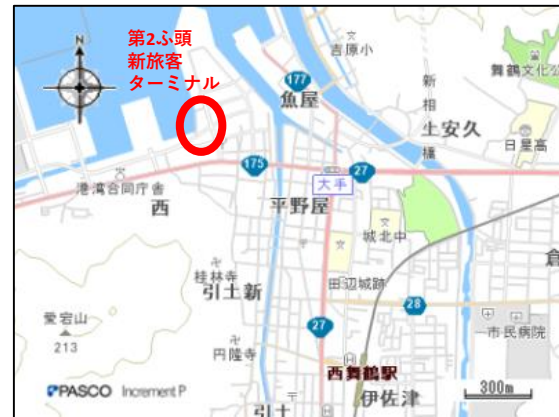 第2ふ頭
新旅客
ターミナル
N
吉原小
舞鶴文化公
177
魚屋
新相生橋
土安久
日星高
175
27
大手
港湾合同庁舎
西
平野屋
城北中
倉
桂林寺
引土新
田辺城跡
28
愛宕山
213
27
市民病院
円隆寺
西舞鶴駅
PASCO Increment P
引土
伊佐津
300m